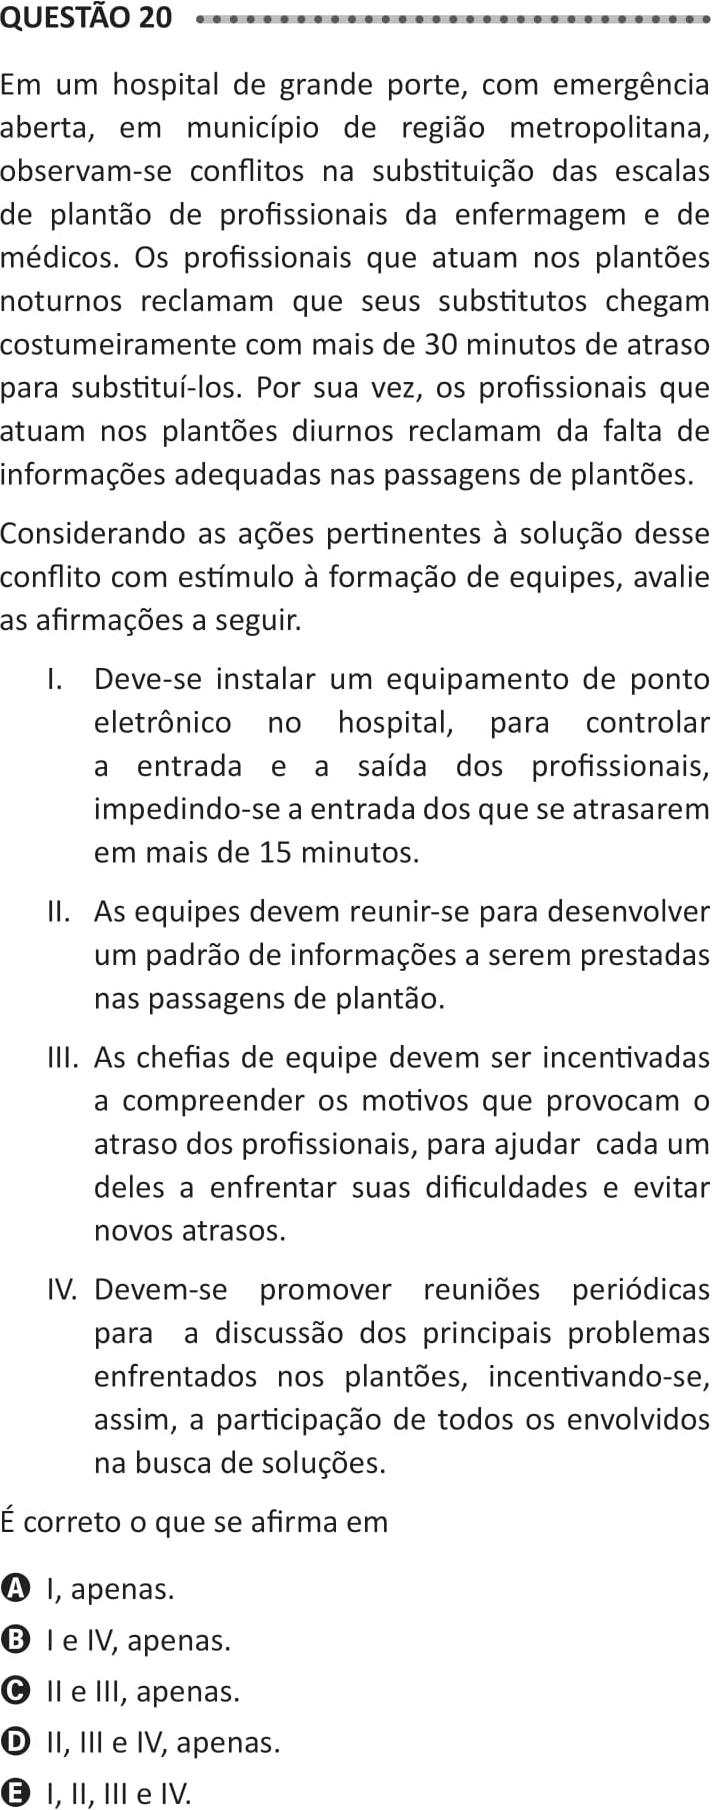 QUESTÃO 20
Em um hospital de grande porte, com emergência
aberta, em município de região metropolitana,
observam-se conflitos na substituição das escalas
de plantão de profissionais da enfermagem e de
médicos. Os profissionais que atuam nos plantões
noturnos reclamam que seus substitutos chegam
costumeiramente com mais de 30 minutos de atraso
para substituí-los. Por sua vez, os profissionais que
atuam nos plantões diurnos reclamam da falta de
informações adequadas nas passagens de plantões.
Considerando as ações pertinentes à solução desse
conflito com estímulo à formação de equipes, avalie
as afirmações a seguir.
I. Deve-se instalar um equipamento de ponto
eletrônico no hospital, para controlar
a entrada e a saída dos profissionais,
impedindo-se a entrada dos que se atrasarem
em mais de 15 minutos.
II. As equipes devem reunir-se para desenvolver
um padrão de informações a serem prestadas
nas passagens de plantão.
III. As chefias de equipe devem ser incentivadas
a compreender os motivos que provocam o
atraso dos profissionais, para ajudar cada um
deles a enfrentar suas dificuldades e evitar
novos atrasos.
IV. Devem-se promover reuniões periódicas
para a discussão dos principais problemas
enfrentados nos plantões, incentivando-se,
assim, a participação de todos os envolvidos
na busca de soluções.
É correto o que se afirma em
A I, apenas.
B I e IV, apenas.
C II e III, apenas.
D II, III e IV, apenas.
E I, II, III e IV.